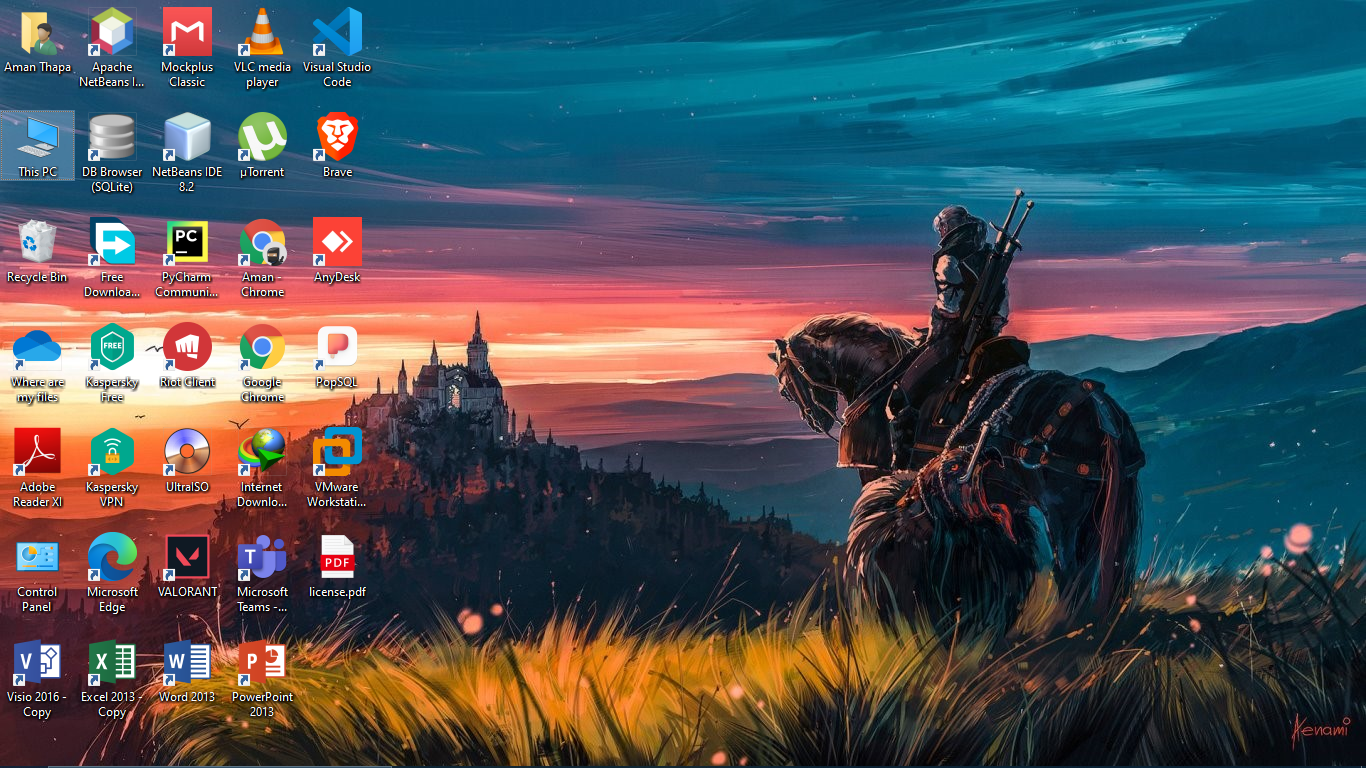 Aman Thapa
Apache
NetBeans I...
Mockplus
Classic
VLC media
player
Visual Studio
Code
This PC
DB Browser
(SQLite)
NetBeans IDE
8.2
µTorrent
Brave
Recycle Bin
Free
Downloa...
PC
PyCharm
Communi...
Aman -
Chrome
AnyDesk
Where are
my files
FREE
Kaspersky
Free
Riot Client
Google
Chrome
PopSQL
Adobe
Reader XI
Kaspersky
VPN
UltraISO
Internet
Downlo...
VMware
Workstati...
Control
Panel
Microsoft
Edge
VALORANT
T
Microsoft
Teams -...
PDF
license.pdf
V
Visio 2016 -
Copy
X
Excel 2013 -
Copy
W
Word 2013
P
PowerPoint
2013
Kenami